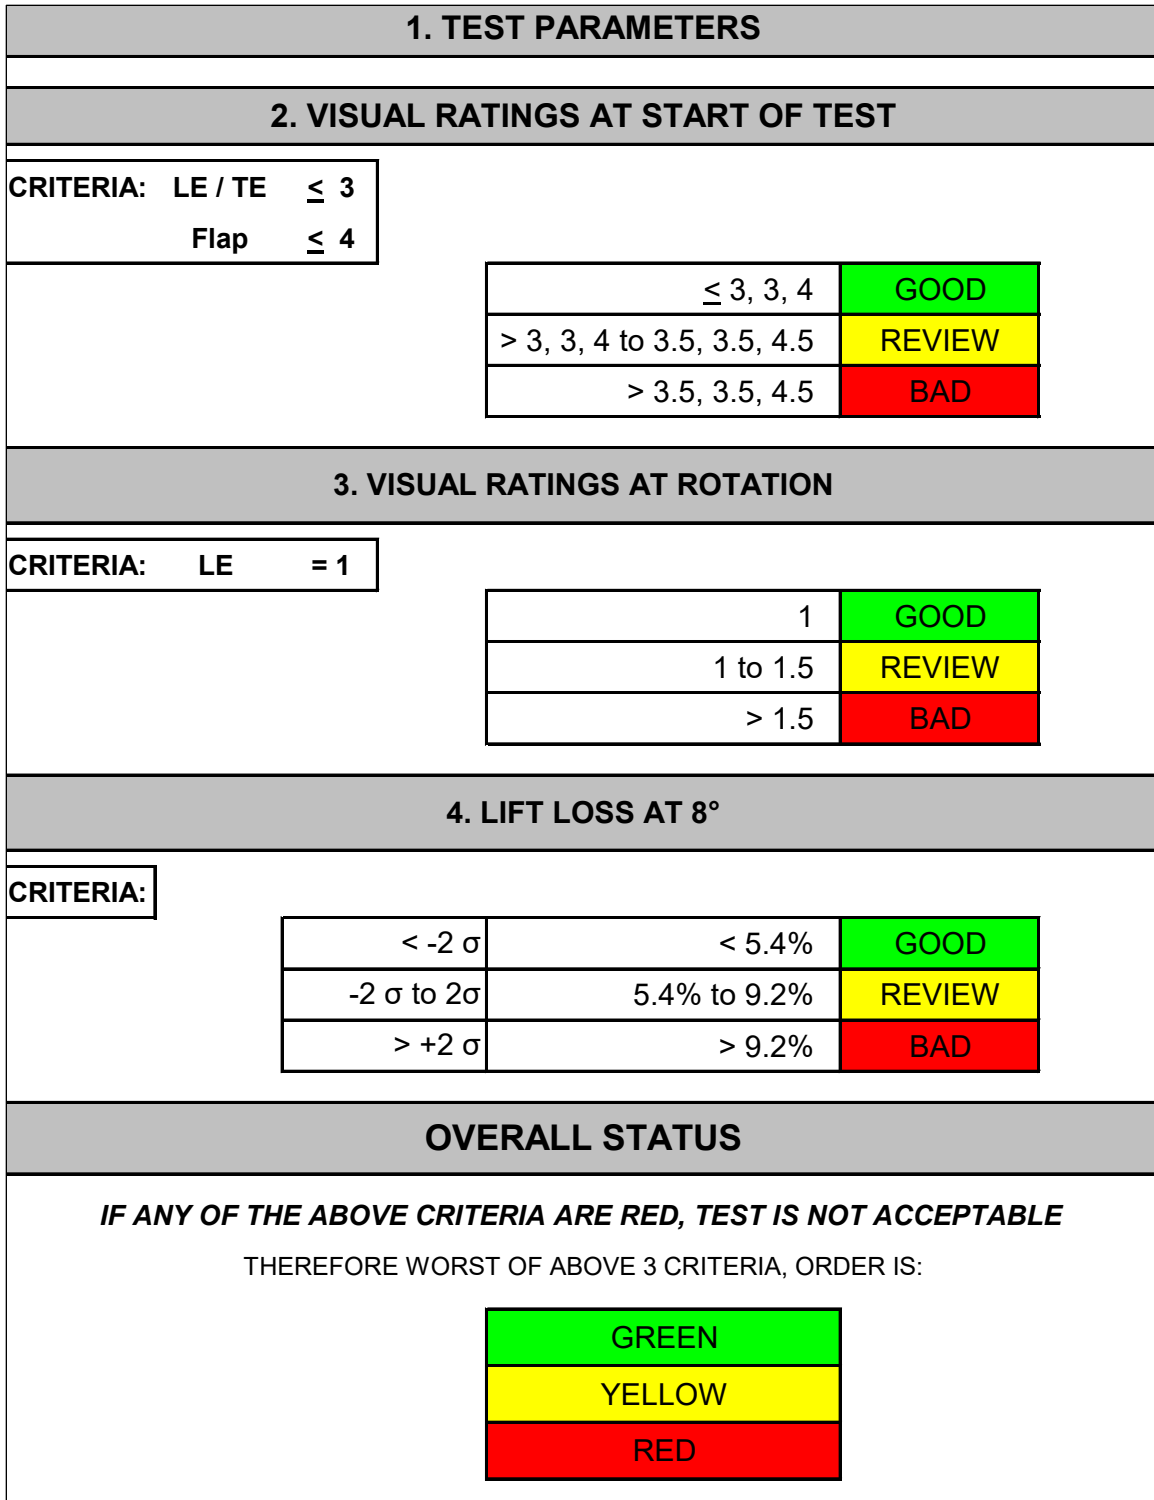 1. TEST PARAMETERS
2. VISUAL RATINGS AT START OF TEST
CRITERIA: LE / TE ≤ 3
Flap ≤ 4
≤ 3, 3, 4 GOOD
> 3, 3, 4 to 3.5, 3.5, 4.5 REVIEW
> 3.5, 3.5, 4.5 BAD
3. VISUAL RATINGS AT ROTATION
CRITERIA: LE = 1
1 GOOD
1 to 1.5 REVIEW
> 1.5 BAD
4. LIFT LOSS AT 8°
CRITERIA:
< -2 σ < 5.4% GOOD
-2 σ to 2σ 5.4% to 9.2% REVIEW
> +2 σ > 9.2% BAD
OVERALL STATUS
IF ANY OF THE ABOVE CRITERIA ARE RED, TEST IS NOT ACCEPTABLE
THEREFORE WORST OF ABOVE 3 CRITERIA, ORDER IS:
GREEN
YELLOW
RED